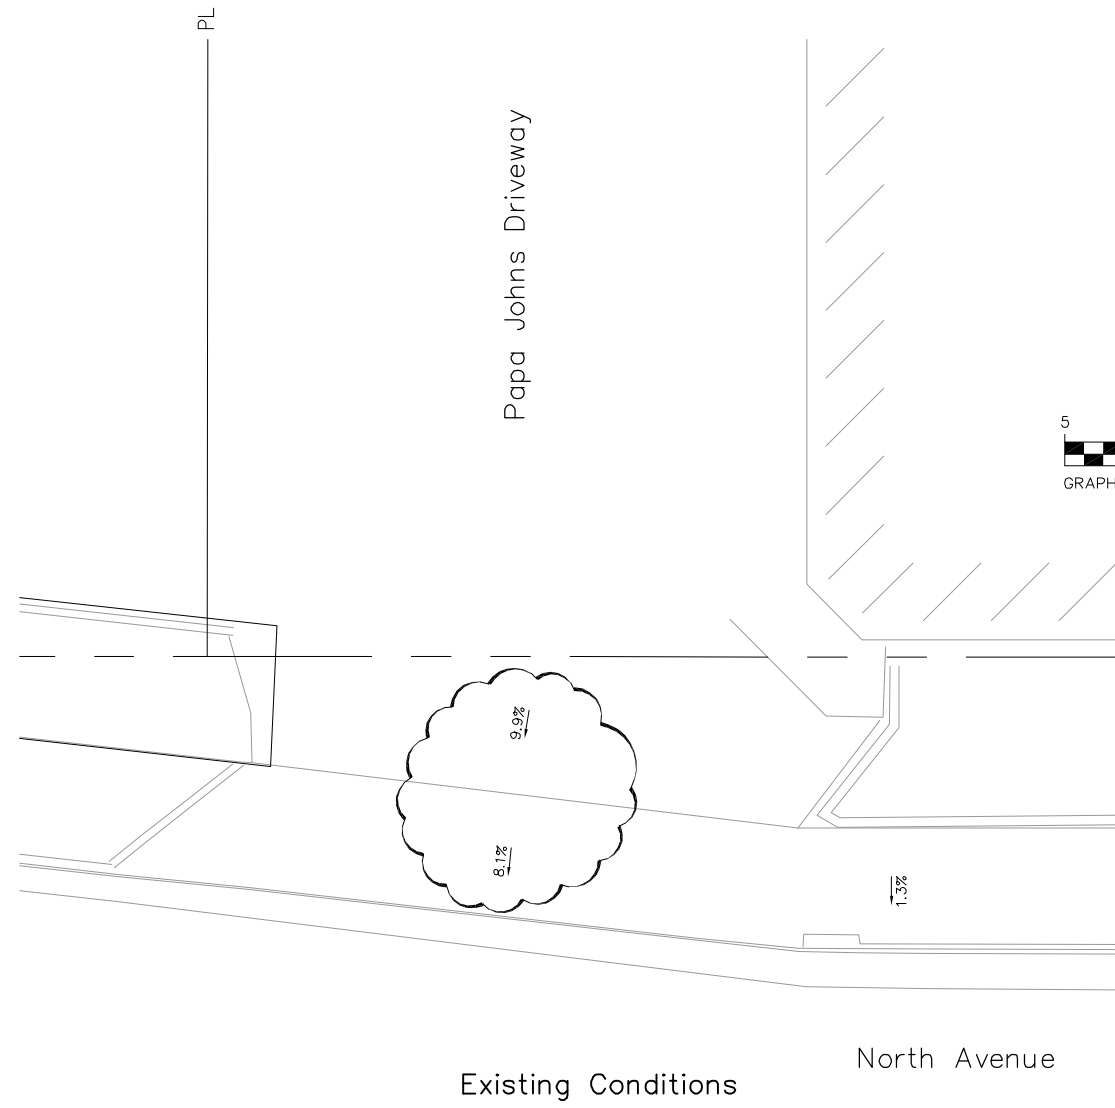 PL
Papa Johns Driveway
5
GRAPH
9.9%
8.1%
1.3%
North Avenue
Existing Conditions